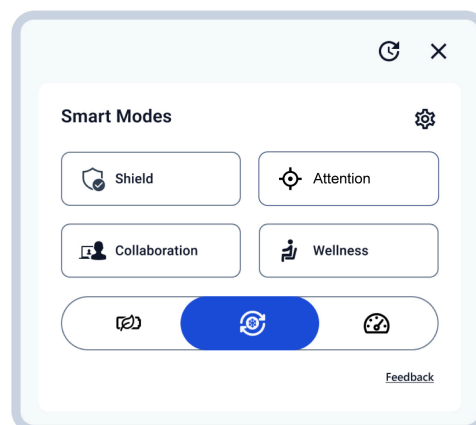 Smart Modes
Shield
Attention
Collaboration
Wellness
Feedback